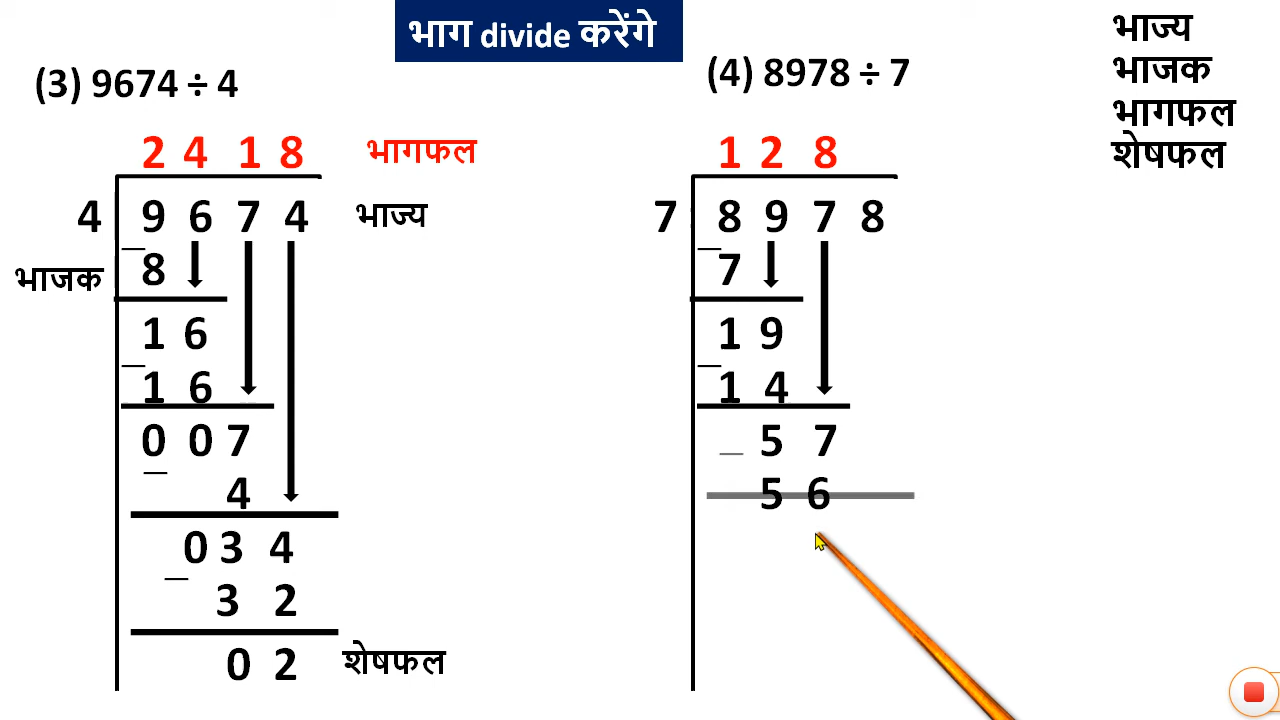 भाग divide करेंगे
(3) 9674 ÷ 4
2 4 1 8 भागफल
4 9 6 7 4 भाज्य
भाजक 8
1 6
1 6
0 0 7
4
0 3 4
3 2
0 2 शेषफल
(4) 8978 ÷ 7
1 2 8
7 8 9 7 8
7
1 9
1 4
5 7
5 6
भाज्य
भाजक
भागफल
शेषफल